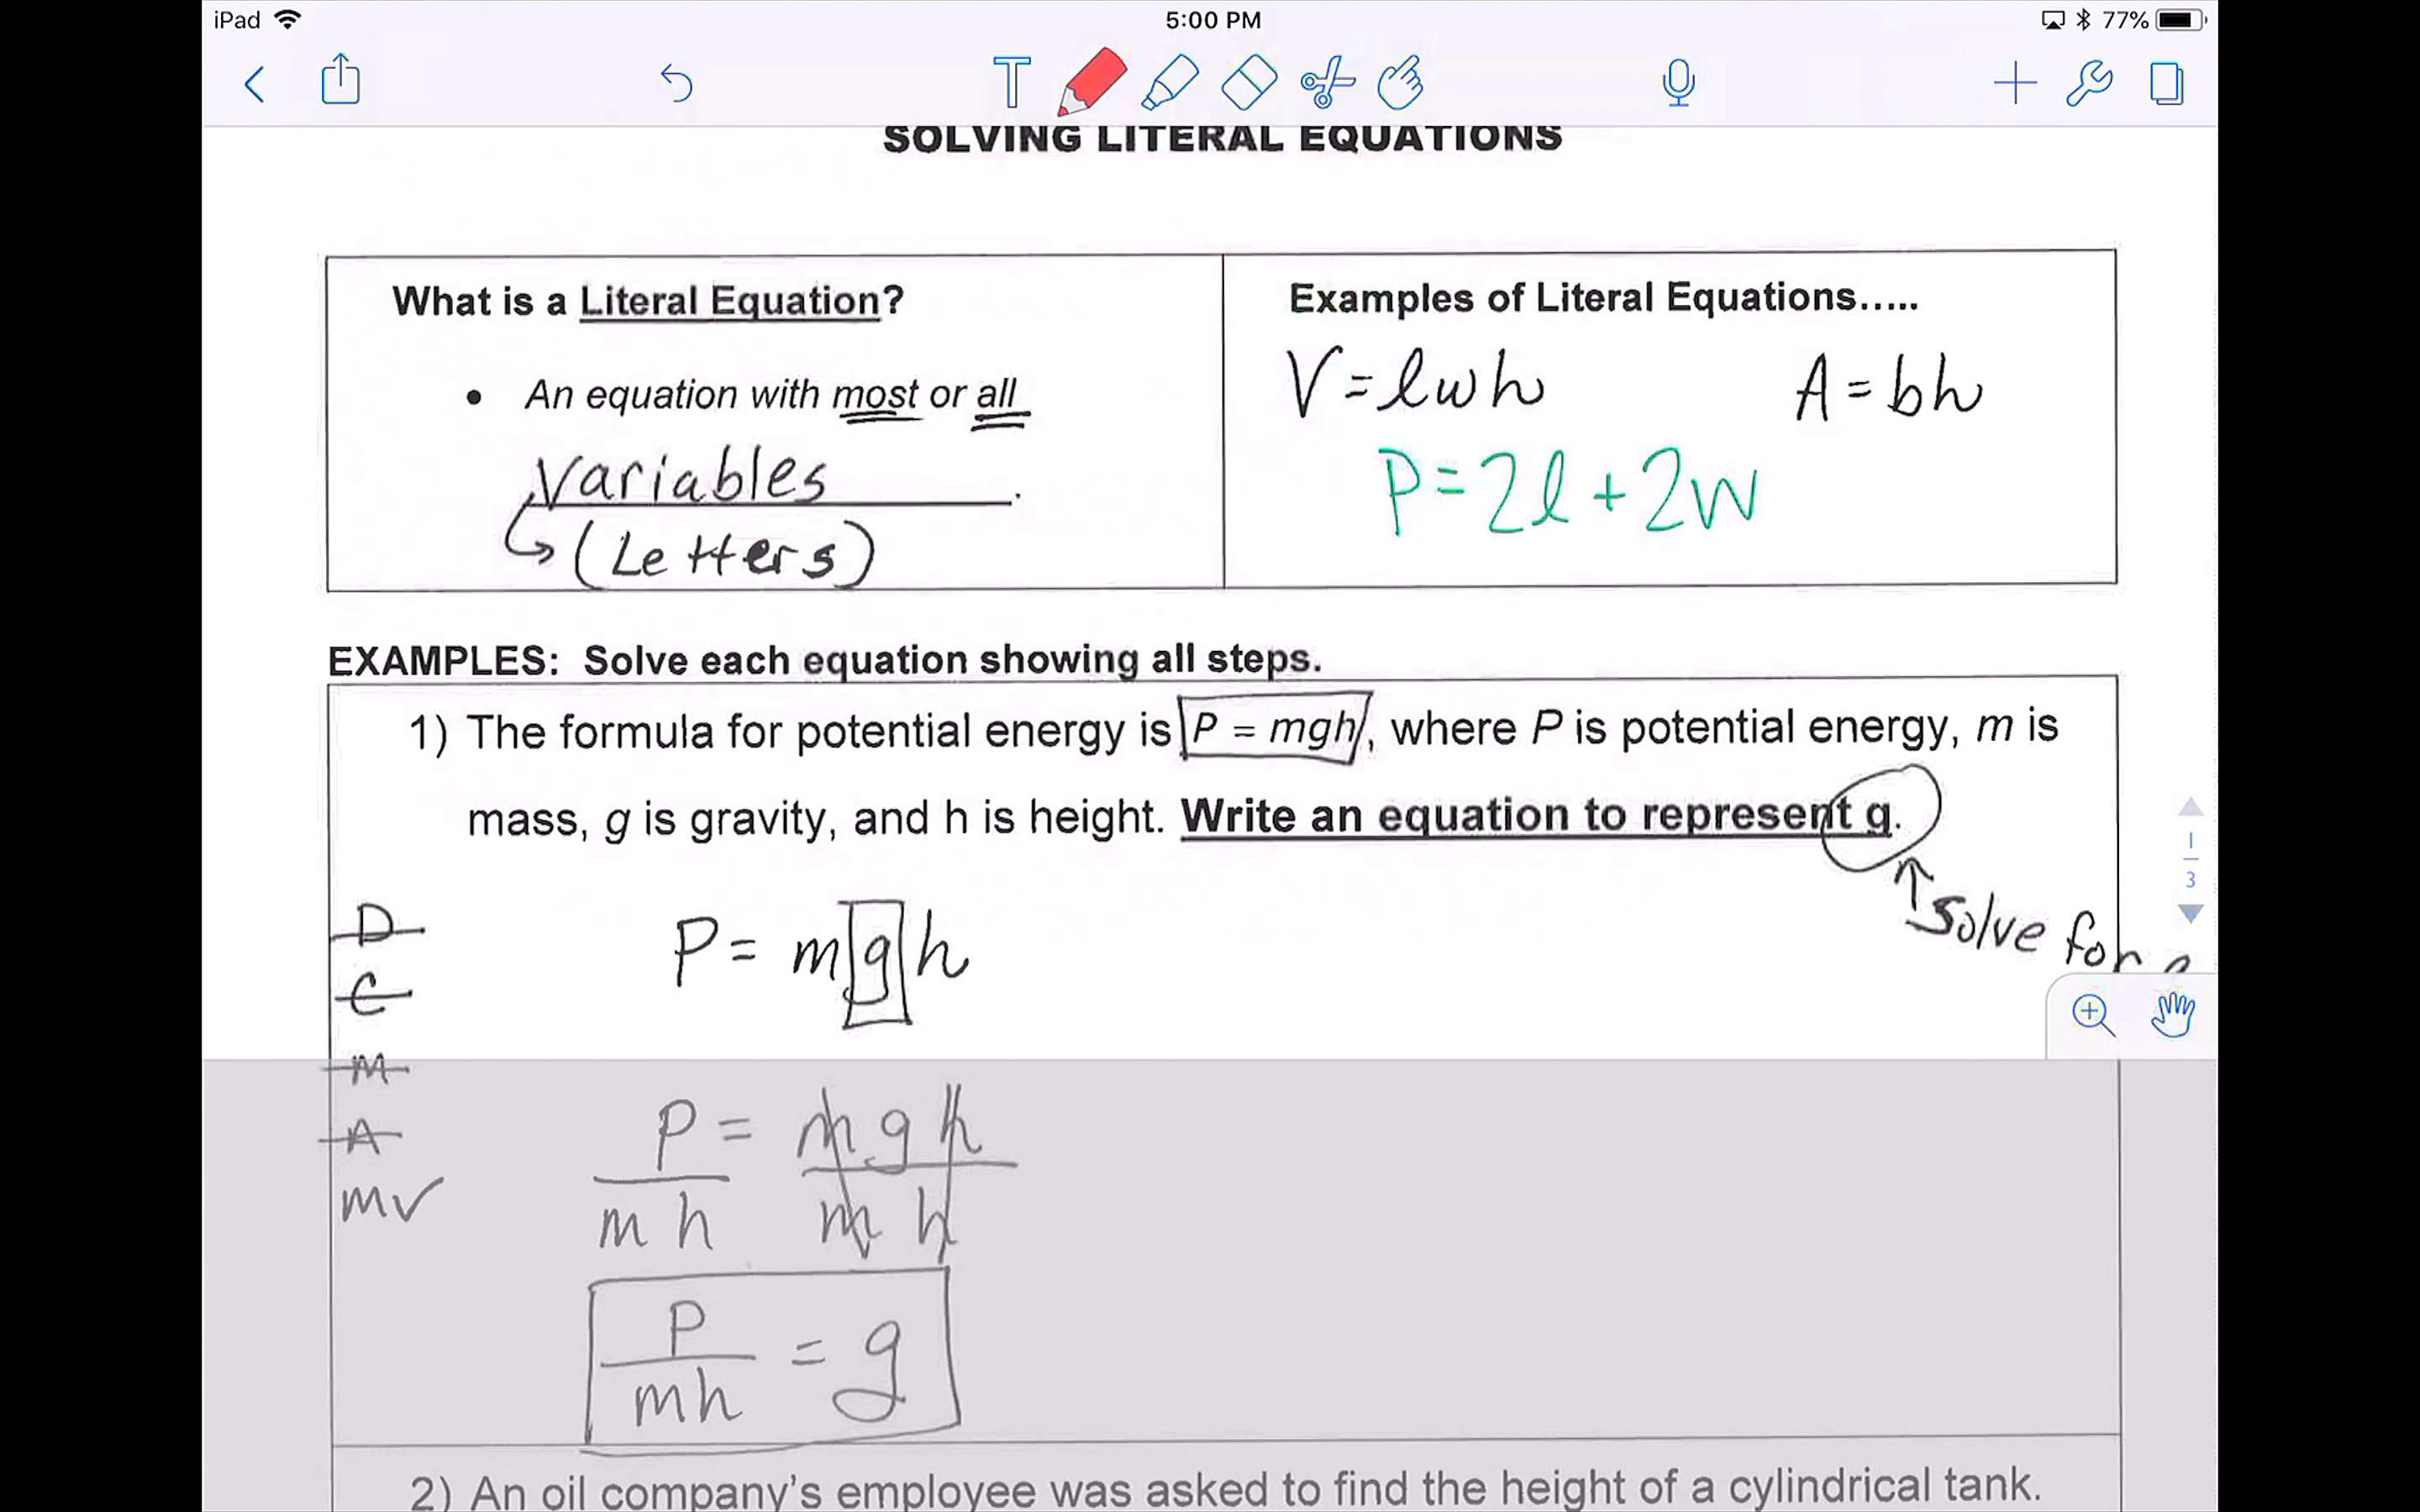 iPad 5:00 PM 77%
T
SOLVING LITERAL EQUATIONS
What is a Literal Equation?
• An equation with most or all
Variables.
(Letters)
Examples of Literal Equations.....
V = lwh A = bh
P = 2l + 2w
EXAMPLES: Solve each equation showing all steps.
1) The formula for potential energy is P = mgh, where P is potential energy, m is
mass, g is gravity, and h is height. Write an equation to represent g.
Solve for
D
C
M
A
MV
P = mgh
P = mgh
mh mh
P = g
mh
1
3
2) An oil company's employee was asked to find the height of a cylindrical tank.